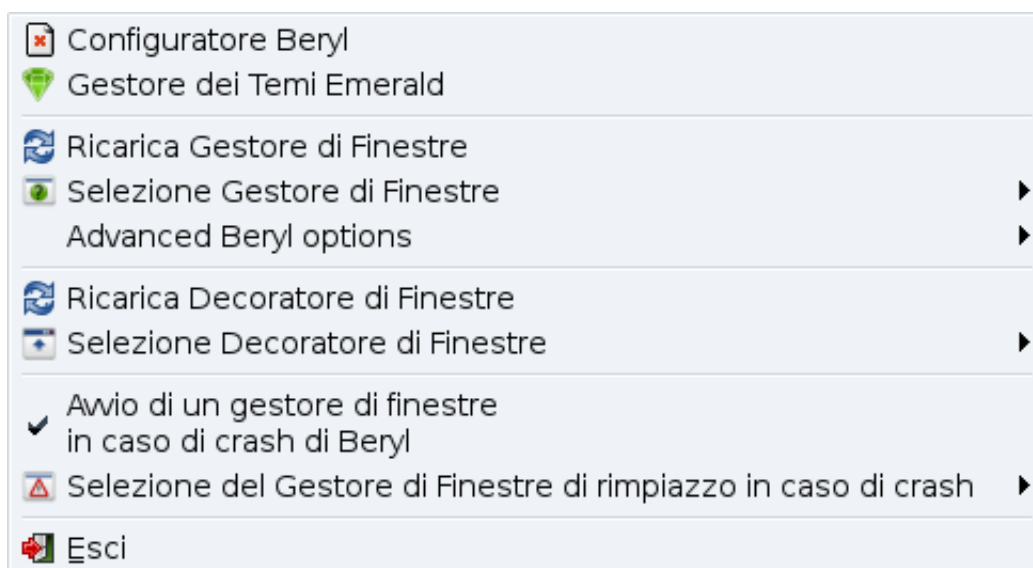 Configuratore Beryl
Gestore dei Temi Emerald
Ricarica Gestore di Finestre
Selezione Gestore di Finestre
Advanced Beryl options
Ricarica Decoratore di Finestre
Selezione Decoratore di Finestre
Avvio di un gestore di finestre
in caso di crash di Beryl
Selezione del Gestore di Finestre di rimpiazzo in caso di crash
Esci